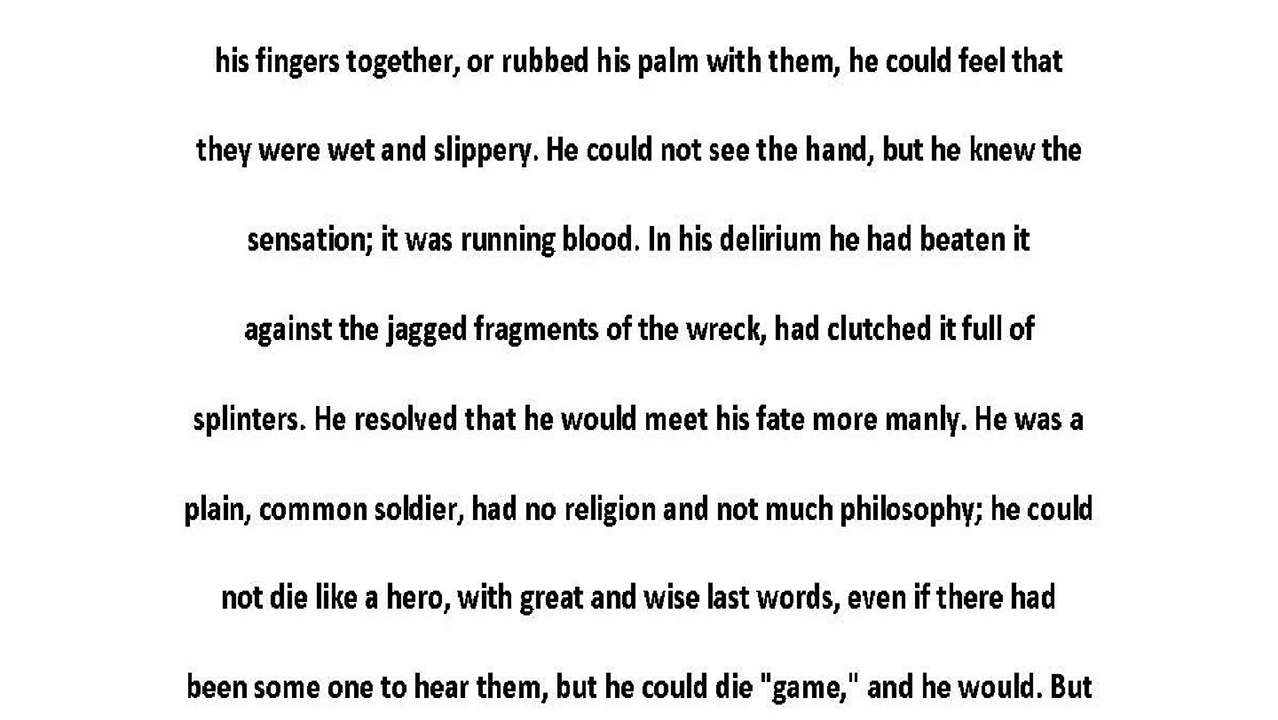 his fingers together, or rubbed his palm with them, he could feel that
they were wet and slippery. He could not see the hand, but he knew the
sensation; it was running blood. In his delirium he had beaten it
against the jagged fragments of the wreck, had clutched it full of
splinters. He resolved that he would meet his fate more manly. He was a
plain, common soldier, had no religion and not much philosophy; he could
not die like a hero, with great and wise last words, even if there had
been some one to hear them, but he could die "game," and he would. But